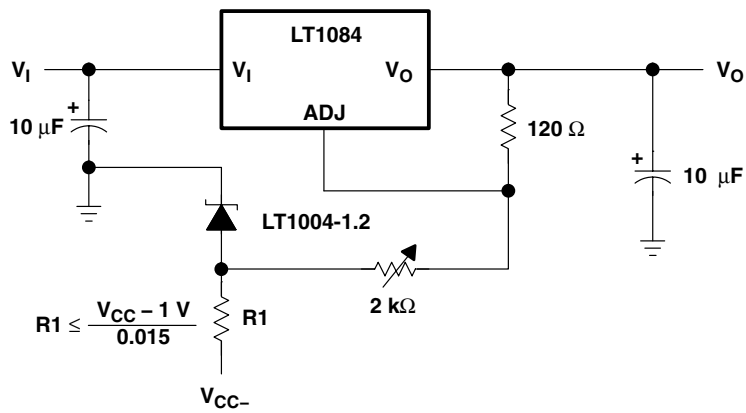 LT1084
V_I
V_I
V_O
V_O
ADJ
+
10 μF
120 Ω
+
10 μF
LT1004-1.2
2 kΩ
R1 ≤ (V_CC − 1 V) / 0.015
R1
V_CC−